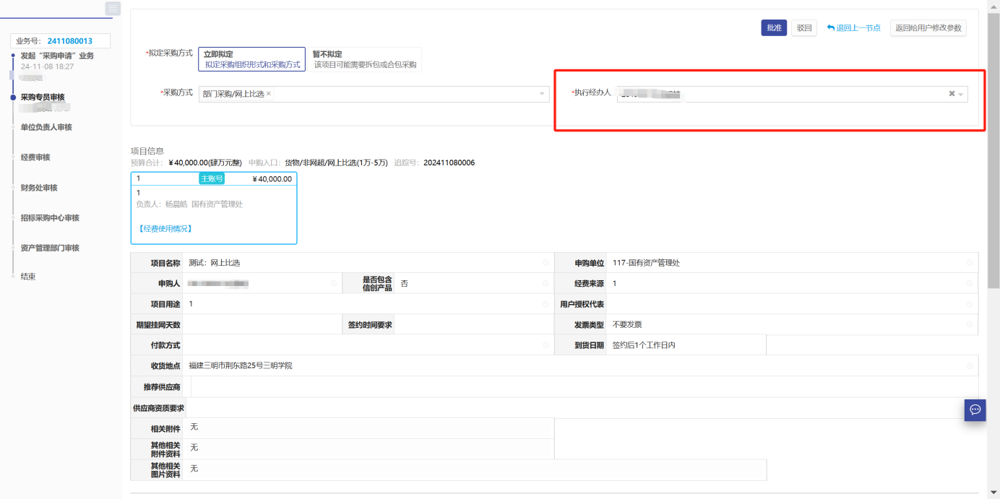 业务号： 2411080013
发起“采购申请”业务
24-11-08 18:27
采购专员审核
单位负责人审核
经费审核
财务处审核
招标采购中心审核
资产管理部门审核
结束
批准 驳回 退回上一节点 返回给用户修改参数
*拟定采购方式 立即拟定 暂不拟定
拟定采购组织形式和采购方式 该项目可能需要拆包或合包采购
*采购方式 部门采购/网上比选 × *执行经办人
项目信息
预算合计： ￥40,000.00(肆万元整) 申购入口： 货物/非网超/网上比选(1万-5万) 追踪号： 202411080006
1 主账号 ￥40,000.00
1
负责人： 杨晨皓 国有资产管理处
【经费使用情况】
项目名称 测试：网上比选 申购单位 117-国有资产管理处
申购人 是否包含信创产品 否 经费来源 1
项目用途 1 用户授权代表
期望挂网天数 签约时间要求 发票类型 不要发票
付款方式 到货日期 签约后1个工作日内
收货地点 福建三明市荆东路25号三明学院
推荐供应商
供应商资质要求
相关附件 无
其他相关附件资料 无
其他相关图片资料 无